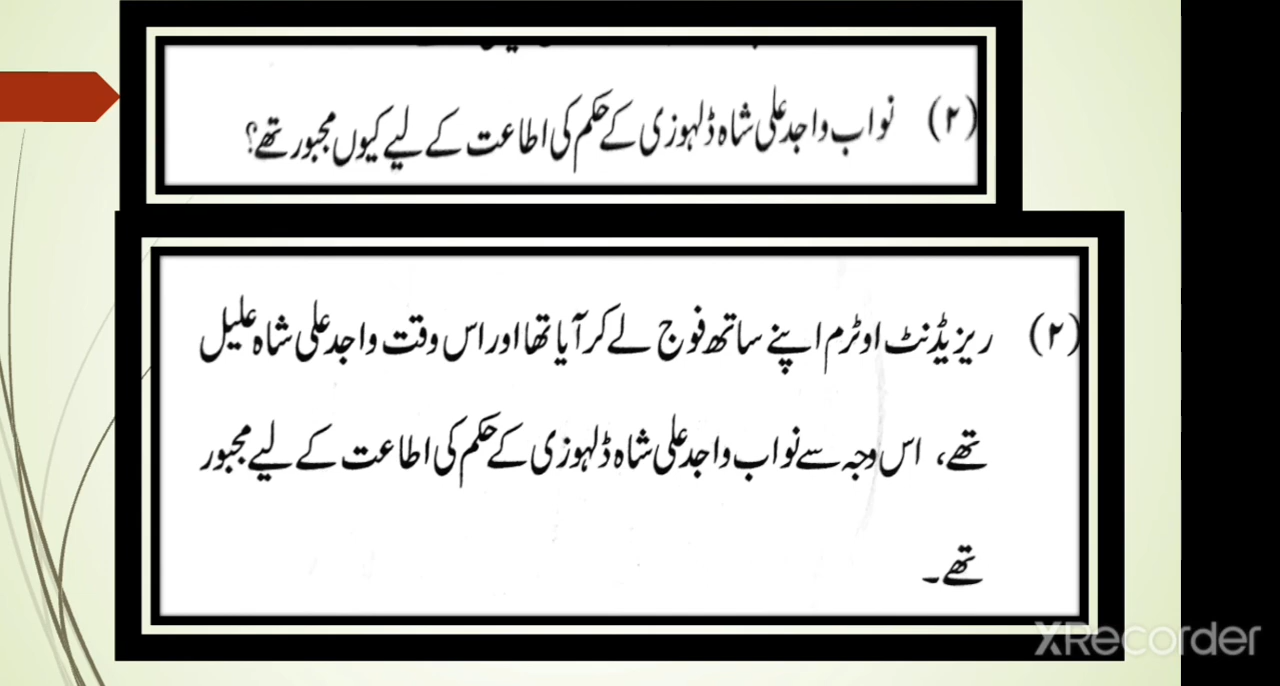 (۲) نواب واجد علی شاہ ڈلہوزی کے حکم کی اطاعت کے لیے کیوں مجبور تھے؟
(۲) ریزیڈنٹ اوٹرم اپنے ساتھ فوج لے کر آیا تھا اور اس وقت واجد علی شاہ علیل
تھے، اس وجہ سے نواب واجد علی شاہ ڈلہوزی کے حکم کی اطاعت کے لیے مجبور
تھے۔
XRecorder